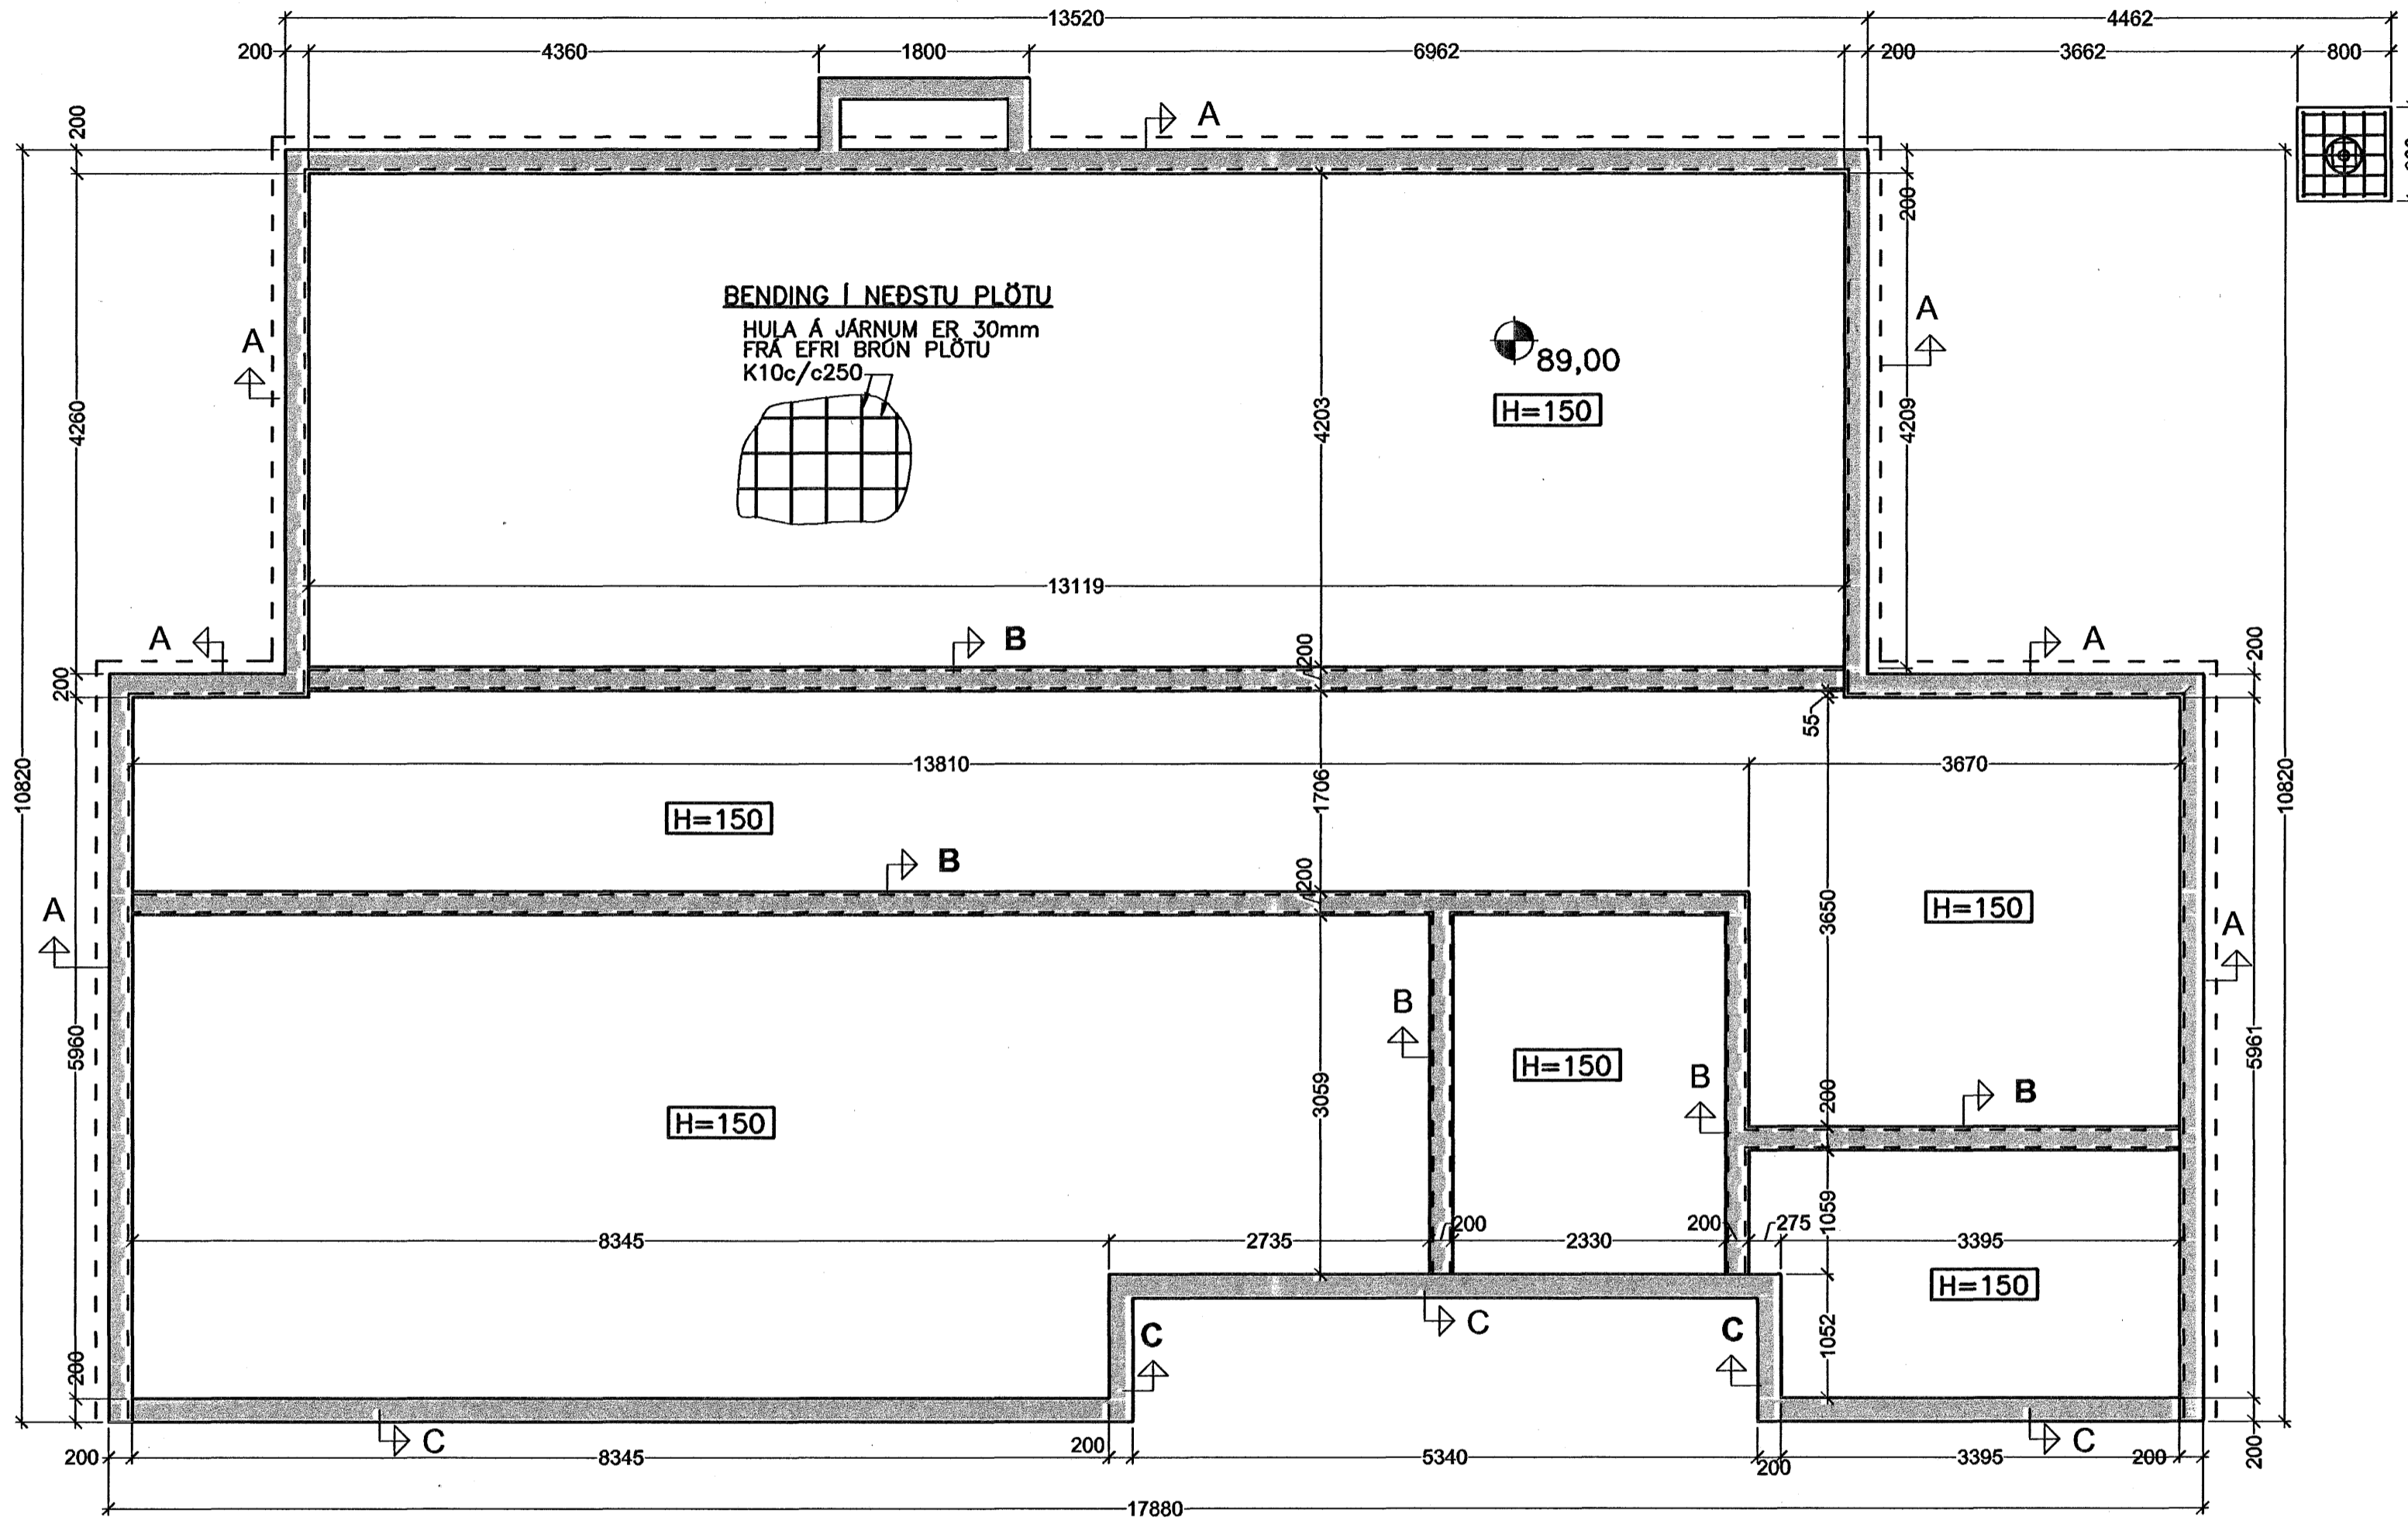 13520
4462
200
4360
1800
6962
200
3662
800
200
A
200
BENDING Í NEÐSTU PLÖTU
HULA Á JÁRNUM ER 30mm
FRÁ EFRI BRÚN PLÖTU
K10c/c250
89,00
H=150
A
A
4260
4203
4209
13119
A
B
A
200
200
200
55
10820
13810
3670
10820
1706
H=150
B
200
H=150
3650
A
A
B
5960
5961
H=150
B
200
B
3059
H=150
1059
8345
2735
200
2330
200
275
3395
H=150
C
C
C
1052
200
C
C
200
8345
200
5340
200
3395
200
200
17880